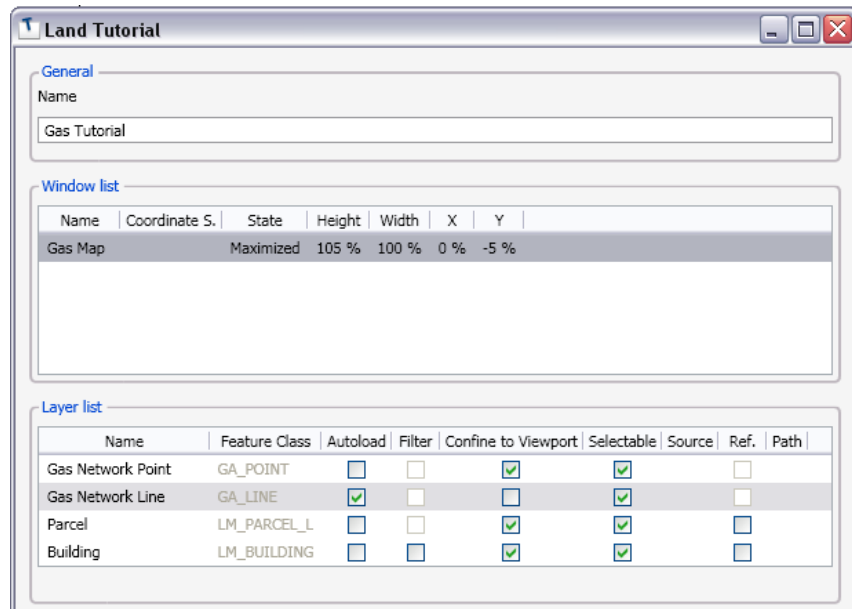 Land Tutorial
General
Name
Gas Tutorial
Window list
Name Coordinate S. State Height Width X Y
Gas Map Maximized 105 % 100 % 0 % -5 %
Layer list
Name Feature Class Autoload Filter Confine to Viewport Selectable Source Ref. Path
Gas Network Point GA_POINT
Gas Network Line GA_LINE
Parcel LM_PARCEL_L
Building LM_BUILDING